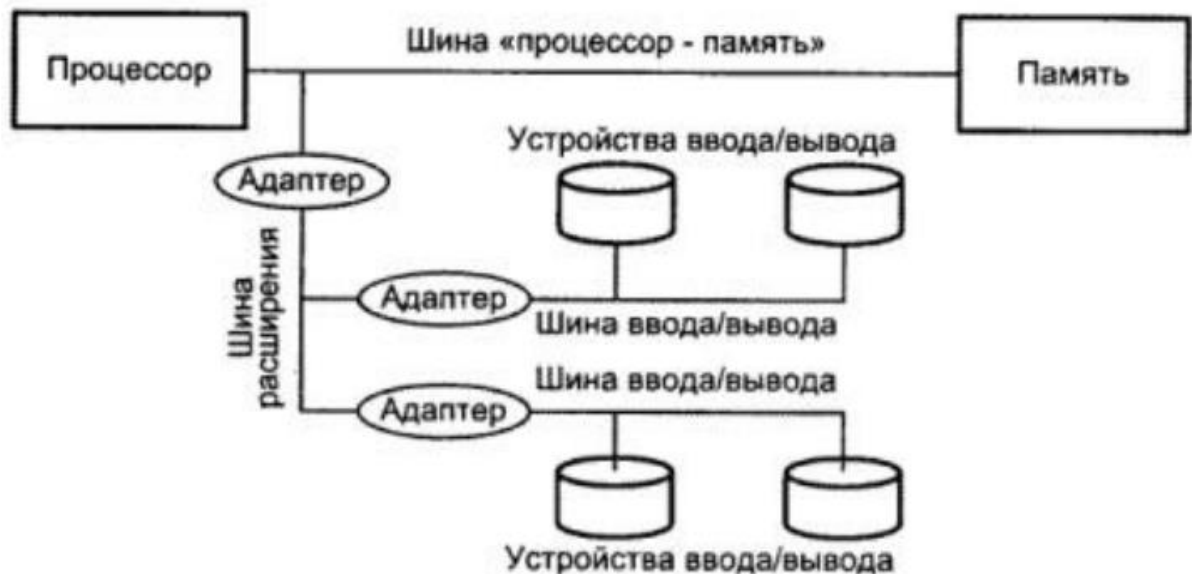 Шина «процессор - память»
Процессор
Память
Устройства ввода/вывода
Адаптер
Шина
расширения
Адаптер
Шина ввода/вывода
Шина ввода/вывода
Адаптер
Устройства ввода/вывода